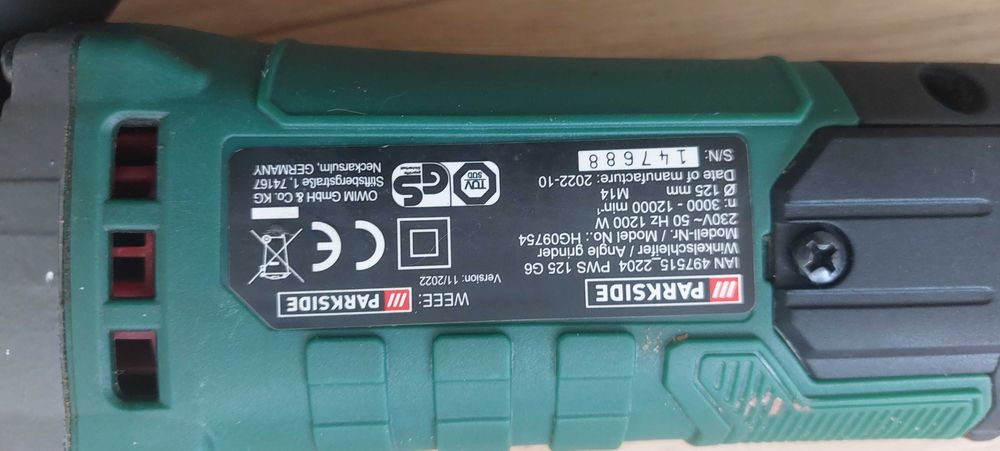 /// PARKSIDE
IAN 497515_2204 PWS 125 G6
Winkelschleifer / Angle grinder
Modell-Nr. / Model No.: HG09754
230V~ 50 Hz 1200 W
n: 3000 - 12000 min⁻¹
Ø 125 mm M14
Date of manufacture: 2022-10
S/N: 147688
WEEE: /// PARKSIDE
Version: 11/2022
CE
OWIM GmbH & Co. KG
Stiftsbergstraße 1, 74167
Neckarsulm, GERMANY
TÜV
SÜD
GS